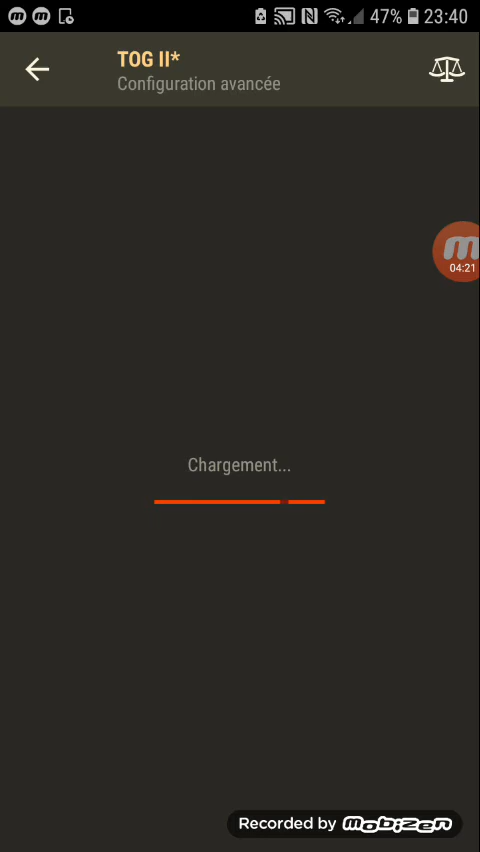 47% 23:40
TOG II*
Configuration avancée
04:21
Chargement...
Recorded by mobizen